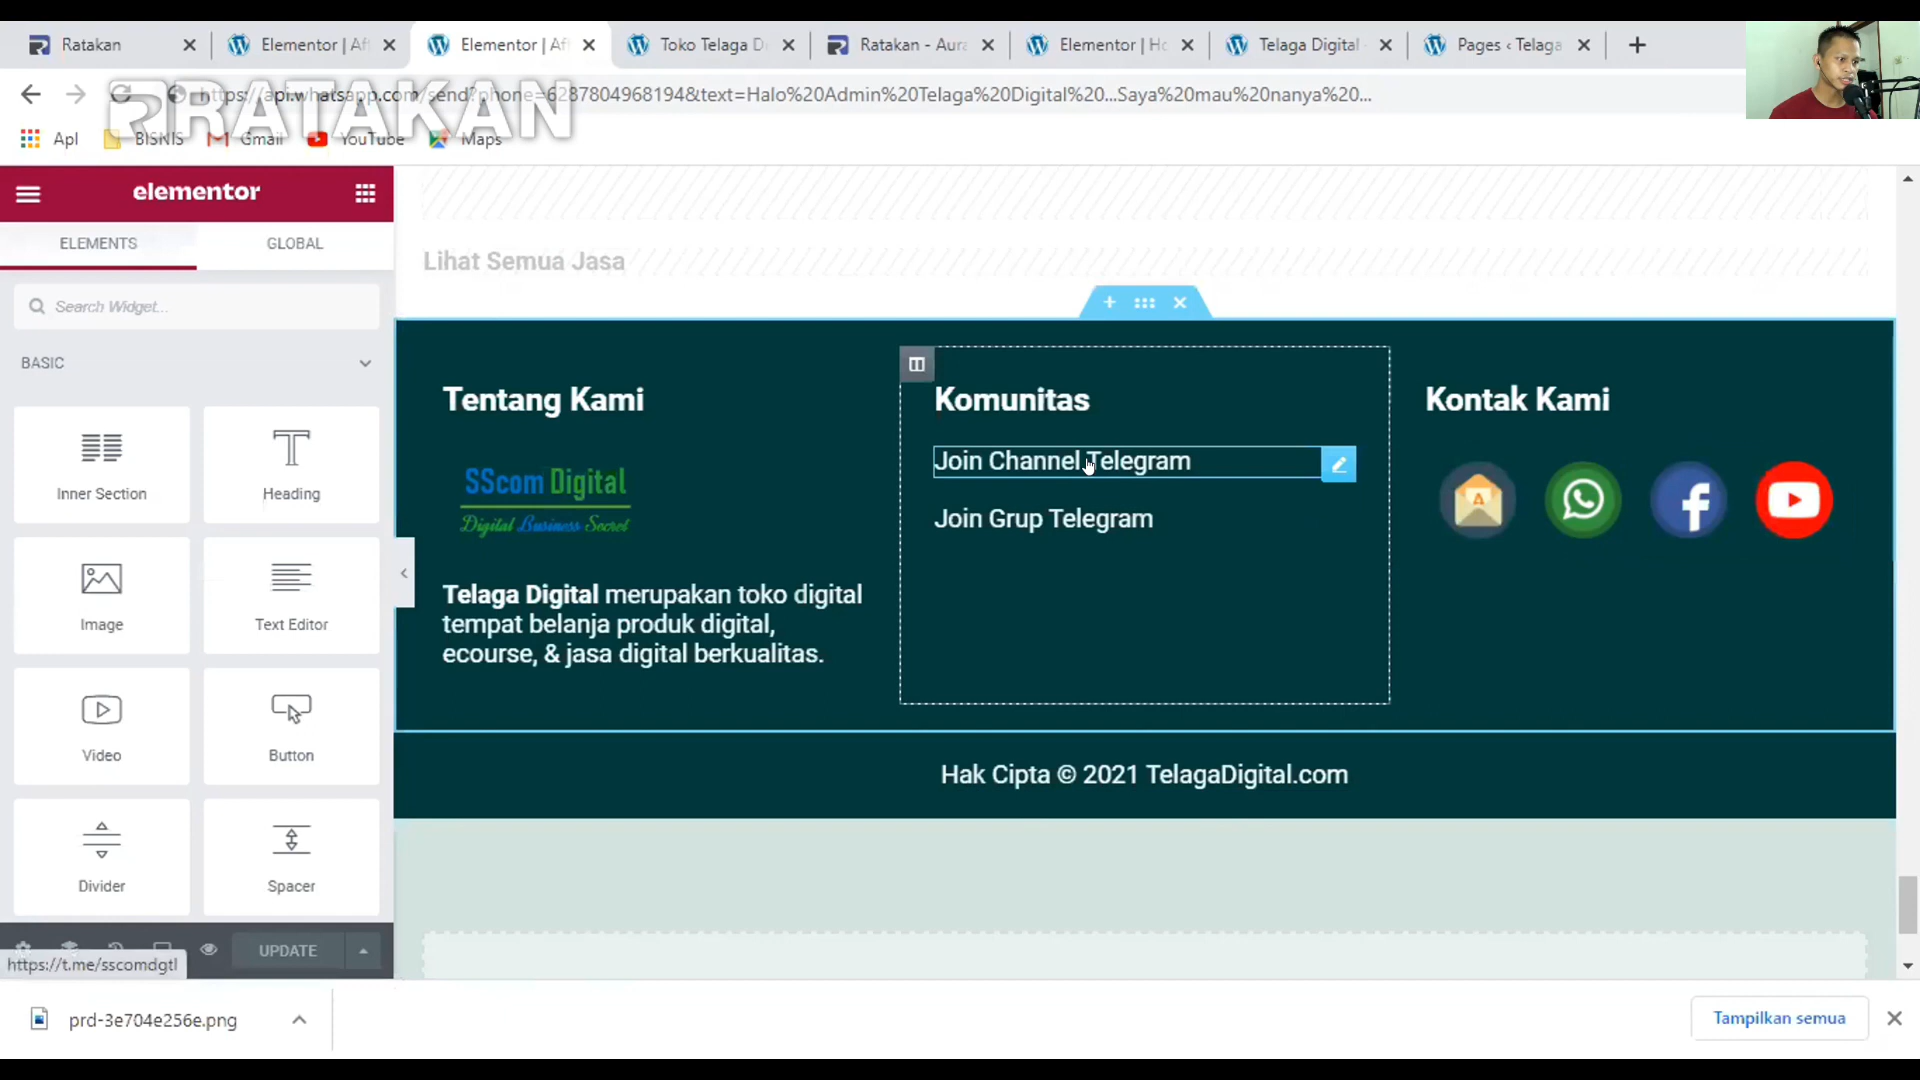 Ratakan
Elementor | Aft
Elementor | Aft
Toko Telaga D
Ratakan - Aura
Elementor | Ho
Telaga Digital
Pages ‹ Telaga
https://api.whatsapp.com/send?phone=6287804968194&text=Halo%20Admin%20Telaga%20Digital%20...Saya%20mau%20nanya%20...
RATAKAN
Apl
BISNIS
Gmail
YouTube
Maps
elementor
ELEMENTS
GLOBAL
Search Widget...
BASIC
Inner Section
Heading
Image
Text Editor
Video
Button
Divider
Spacer
UPDATE
https://t.me/sscomdgtl
Lihat Semua Jasa
Tentang Kami
SScom Digital
Digital Business Secret
Telaga Digital merupakan toko digital
tempat belanja produk digital,
ecourse, & jasa digital berkualitas.
Komunitas
Join Channel Telegram
Join Grup Telegram
Kontak Kami
Hak Cipta © 2021 TelagaDigital.com
prd-3e704e256e.png
Tampilkan semua